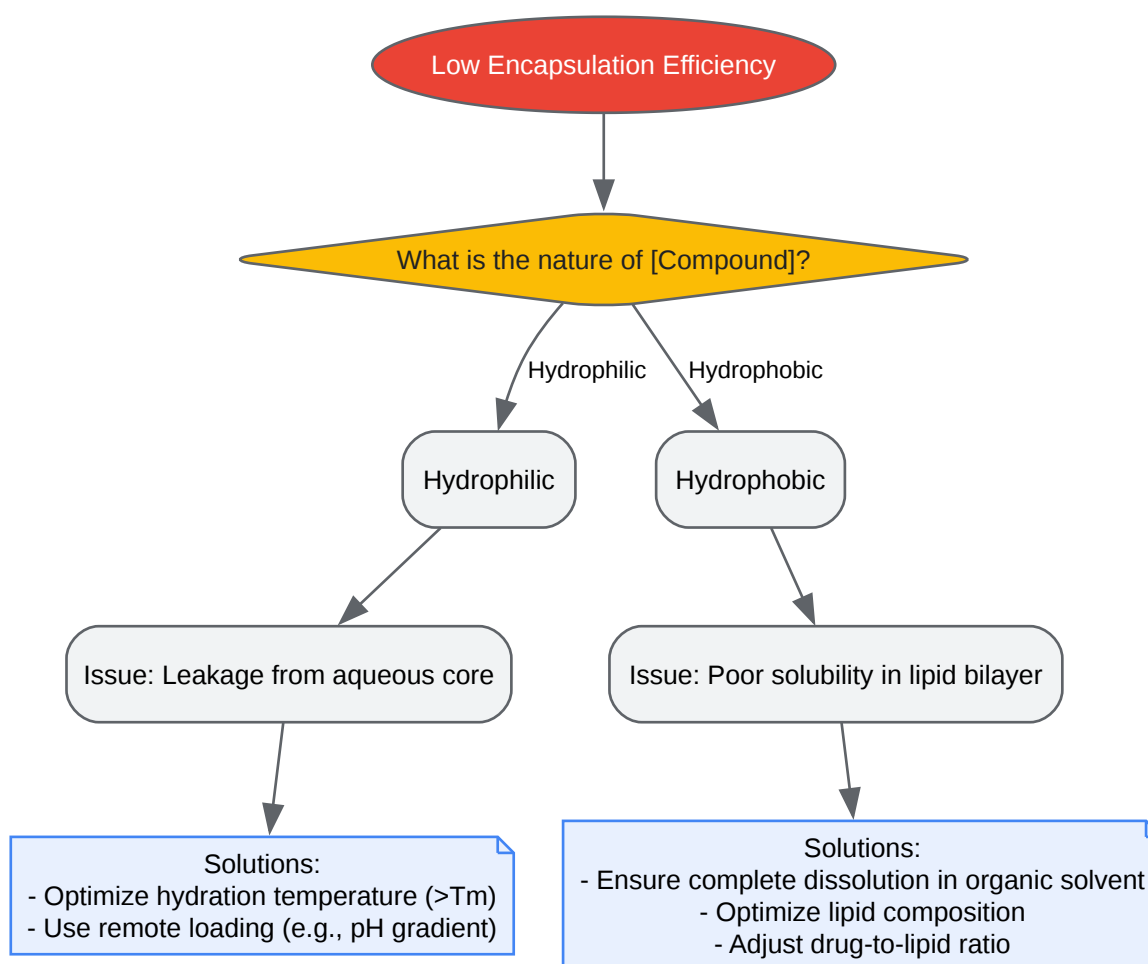 Low Encapsulation Efficiency
What is the nature of [Compound]?
Hydrophilic
Hydrophobic
Hydrophilic
Hydrophobic
Issue: Leakage from aqueous core
Issue: Poor solubility in lipid bilayer
Solutions:
- Optimize hydration temperature (>Tm)
- Use remote loading (e.g., pH gradient)
Solutions:
- Ensure complete dissolution in organic solvent
- Optimize lipid composition
- Adjust drug-to-lipid ratio